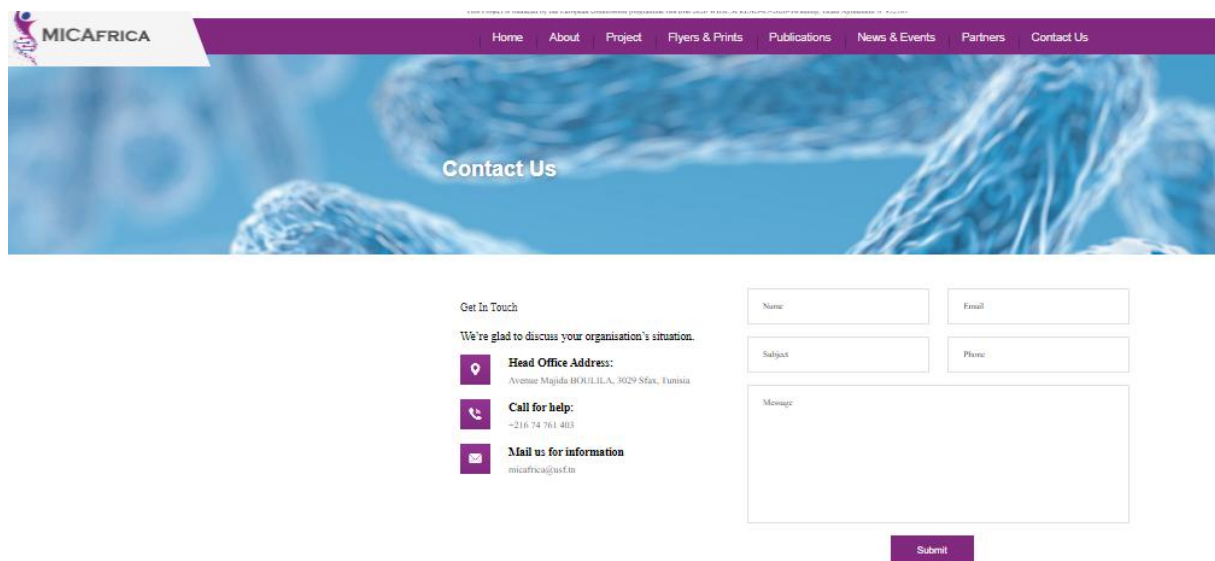 MICAFRICA
Home About Project Flyers & Prints Publications News & Events Partners Contact Us
Contact Us
Get In Touch
We're glad to discuss your organisation's situation.
Head Office Address:
Avenue Majida BOULILA, 3029 Sfax, Tunisia
Call for help:
+216 74 761 403
Mail us for information
micafrica@usf.tn
Name
Email
Subject
Phone
Message
Submit